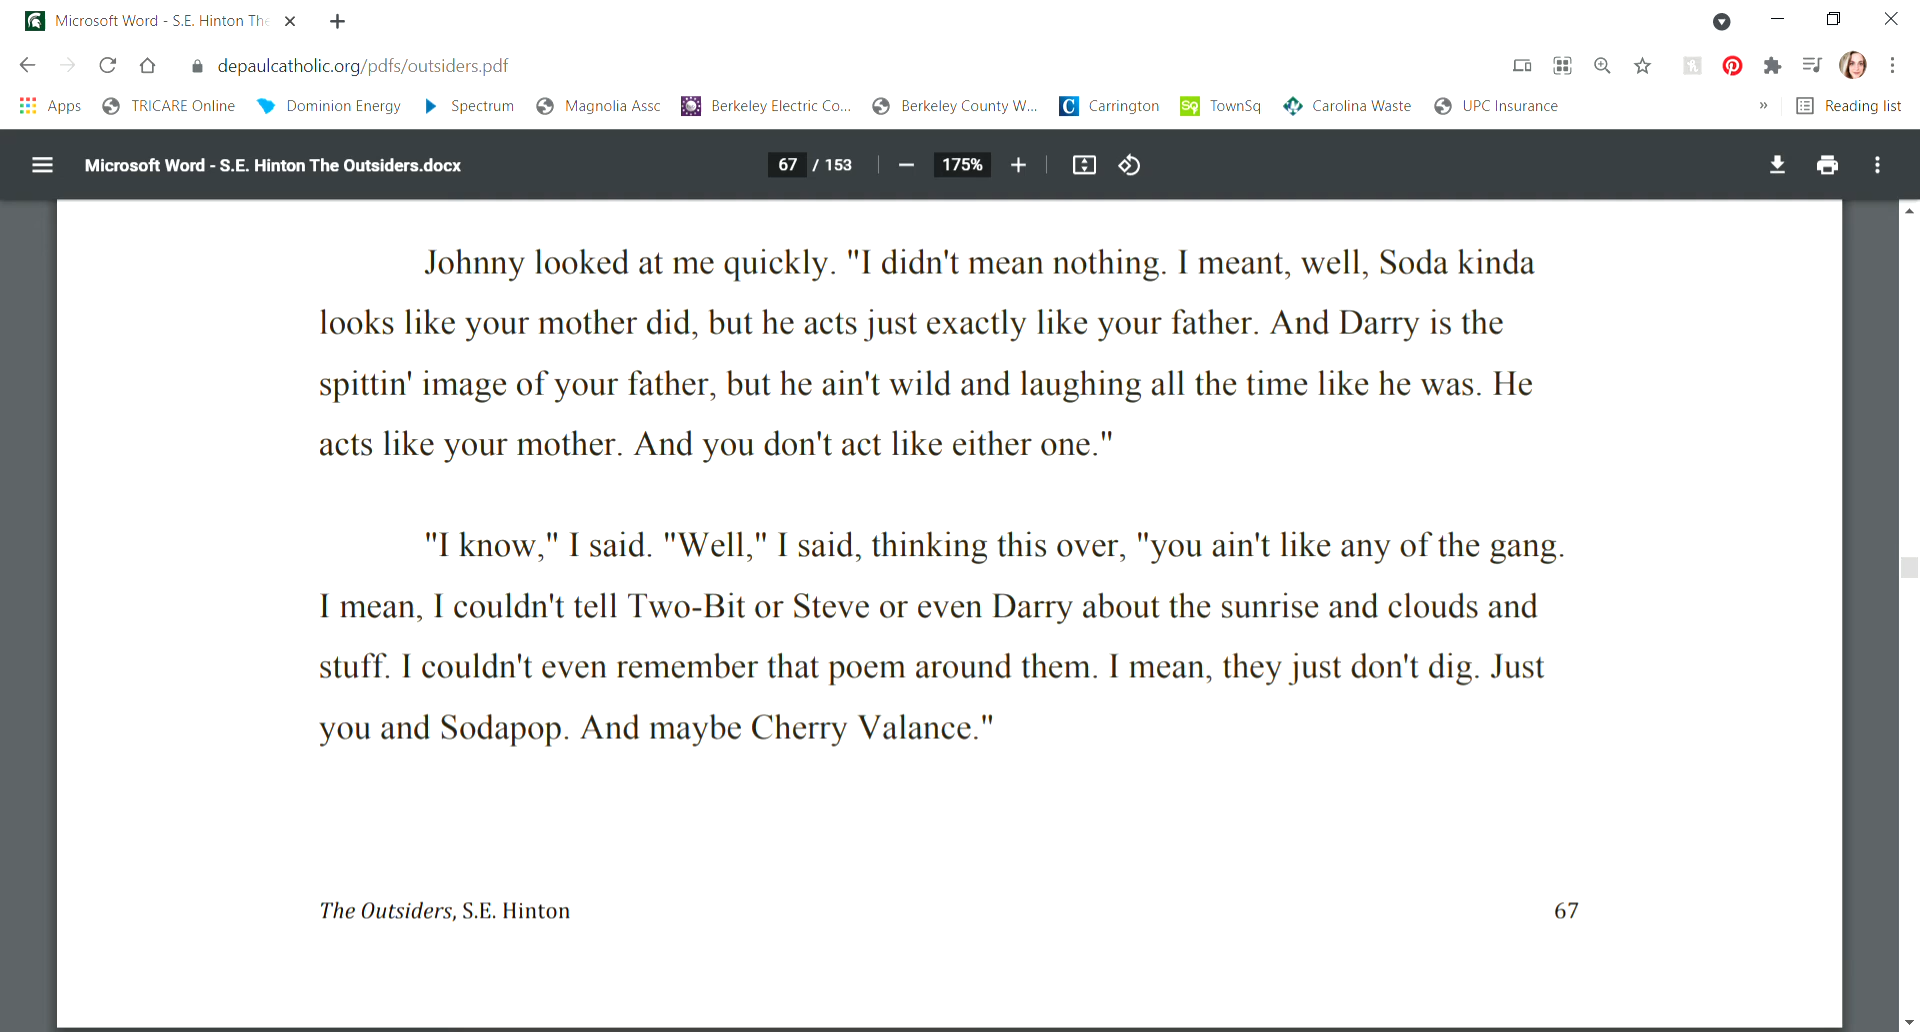 Microsoft Word - S.E. Hinton The
depaulcatholic.org/pdfs/outsiders.pdf
Apps TRICARE Online Dominion Energy Spectrum Magnolia Assc Berkeley Electric Co... Berkeley County W... C Carrington Sq TownSq Carolina Waste UPC Insurance » Reading list
Microsoft Word - S.E. Hinton The Outsiders.docx 67 / 153 175%
Johnny looked at me quickly. "I didn't mean nothing. I meant, well, Soda kinda
looks like your mother did, but he acts just exactly like your father. And Darry is the
spittin' image of your father, but he ain't wild and laughing all the time like he was. He
acts like your mother. And you don't act like either one."
"I know," I said. "Well," I said, thinking this over, "you ain't like any of the gang.
I mean, I couldn't tell Two-Bit or Steve or even Darry about the sunrise and clouds and
stuff. I couldn't even remember that poem around them. I mean, they just don't dig. Just
you and Sodapop. And maybe Cherry Valance."
The Outsiders, S.E. Hinton 67